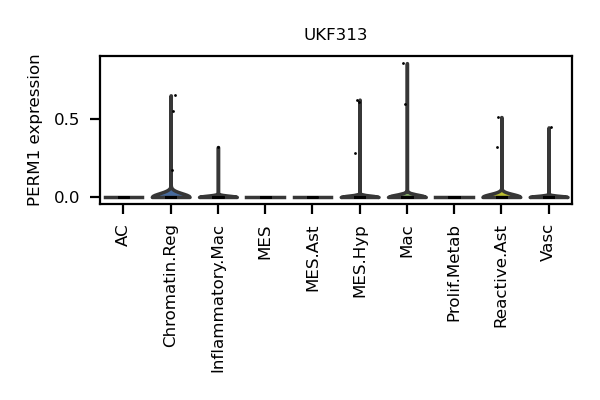 UKF313
PERM1 expression
0.5
0.0
AC
Chromatin.Reg
Inflammatory.Mac
MES
MES.Ast
MES.Hyp
Mac
Prolif.Metab
Reactive.Ast
Vasc